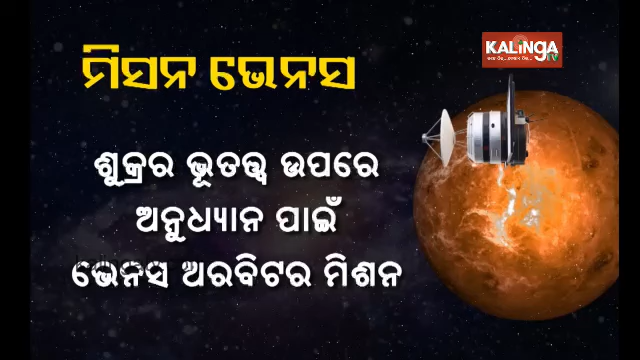 KALINGA TV
ମିସନ ଭେନସ
ଶୁକ୍ରର ଭୂତତ୍ତ୍ୱ ଉପରେ
ଅନୁଧ୍ୟାନ ପାଇଁ
ଭେନସ ଅରବିଟର ମିଶନ